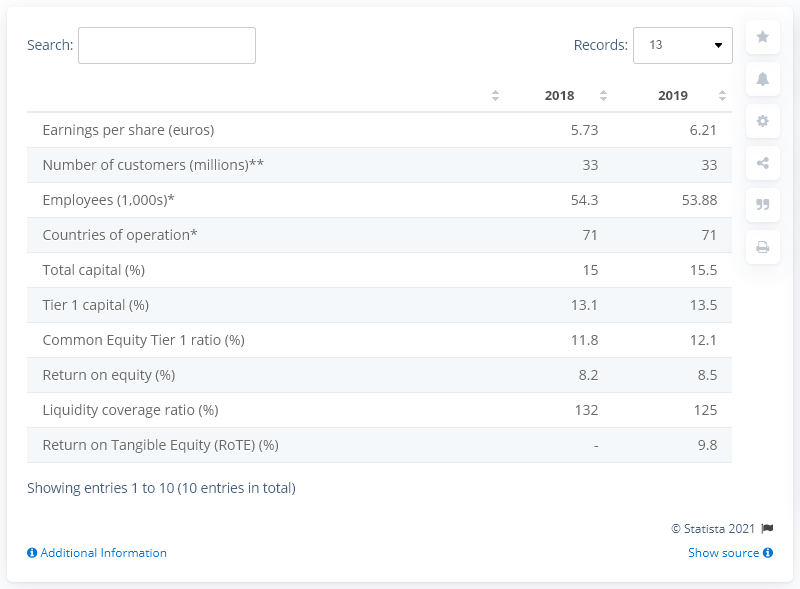 Search: Records: 13
2018 2019
Earnings per share (euros) 5.73 6.21
Number of customers (millions)** 33 33
Employees (1,000s)* 54.3 53.88
Countries of operation* 71 71
Total capital (%) 15 15.5
Tier 1 capital (%) 13.1 13.5
Common Equity Tier 1 ratio (%) 11.8 12.1
Return on equity (%) 8.2 8.5
Liquidity coverage ratio (%) 132 125
Return on Tangible Equity (RoTE) (%) - 9.8
Showing entries 1 to 10 (10 entries in total)
© Statista 2021
Additional Information Show source